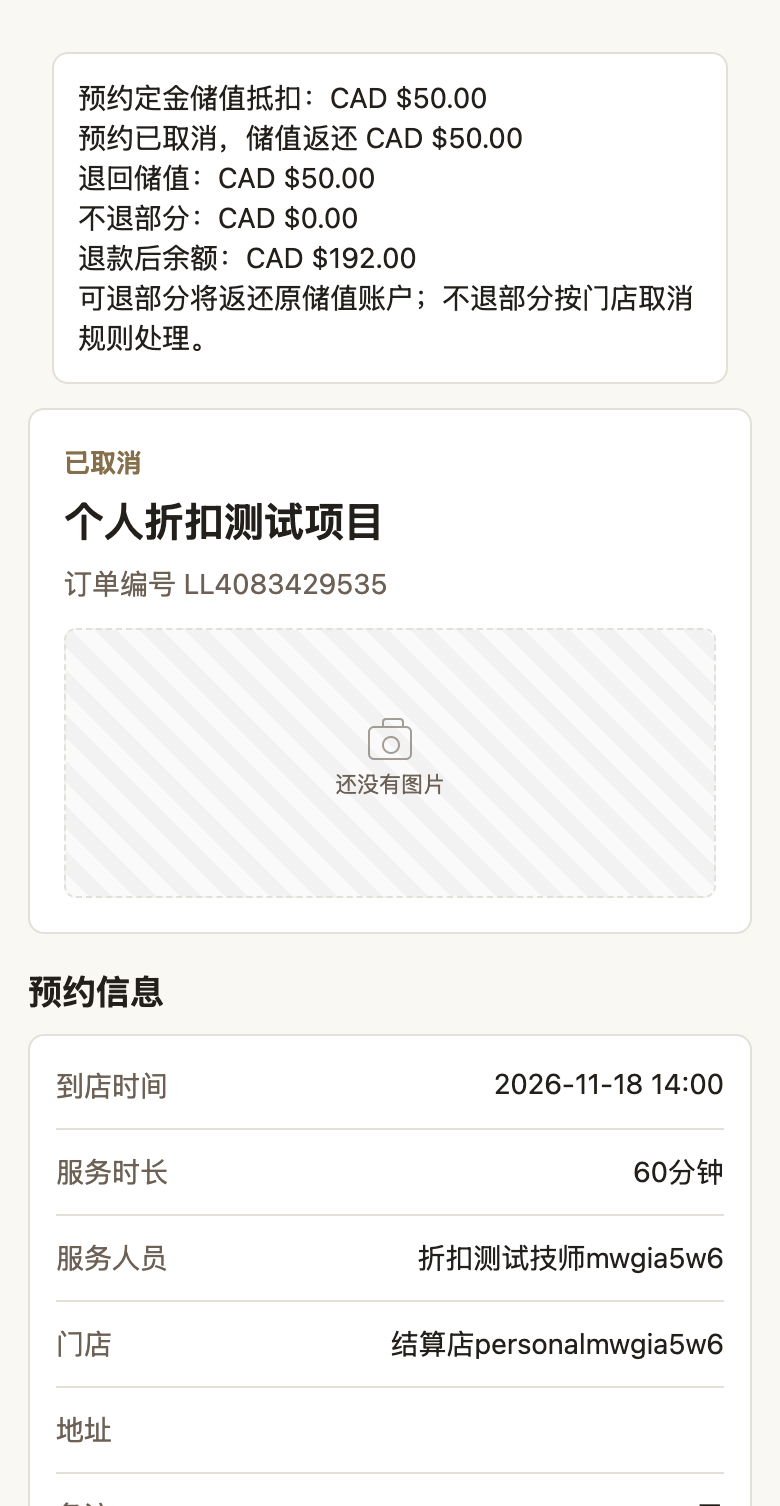 预约定金储值抵扣：CAD $50.00
预约已取消，储值返还 CAD $50.00
退回储值：CAD $50.00
不退部分：CAD $0.00
退款后余额：CAD $192.00
可退部分将返还原储值账户；不退部分按门店取消
规则处理。
已取消
个人折扣测试项目
订单编号 LL4083429535
还没有图片
预约信息
到店时间 2026-11-18 14:00
服务时长 60分钟
服务人员 折扣测试技师mwgia5w6
门店 结算店personalmwgia5w6
地址